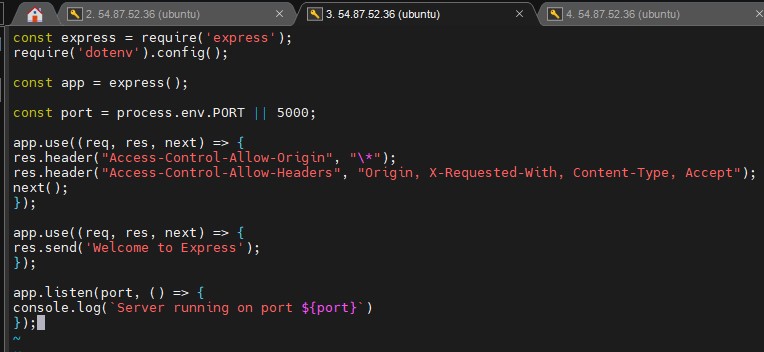 2. 54.87.52.36 (ubuntu)
3. 54.87.52.36 (ubuntu)
4. 54.87.52.36 (ubuntu)
const express = require('express');
require('dotenv').config();
const app = express();
const port = process.env.PORT || 5000;
app.use((req, res, next) => {
res.header("Access-Control-Allow-Origin", "\*");
res.header("Access-Control-Allow-Headers", "Origin, X-Requested-With, Content-Type, Accept");
next();
});
app.use((req, res, next) => {
res.send('Welcome to Express');
});
app.listen(port, () => {
console.log(`Server running on port ${port}`)
});
~